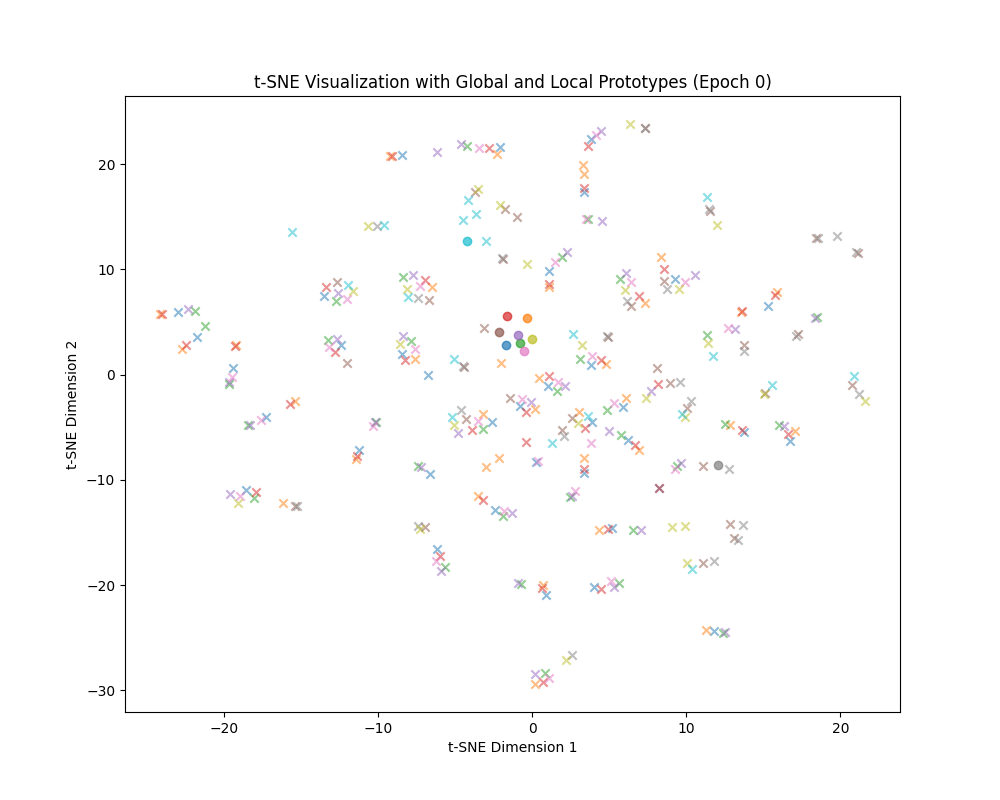 t-SNE Visualization with Global and Local Prototypes (Epoch 0)
20
10
0
−10
−20
−30
t-SNE Dimension 2
−20 −10 0 10 20
t-SNE Dimension 1